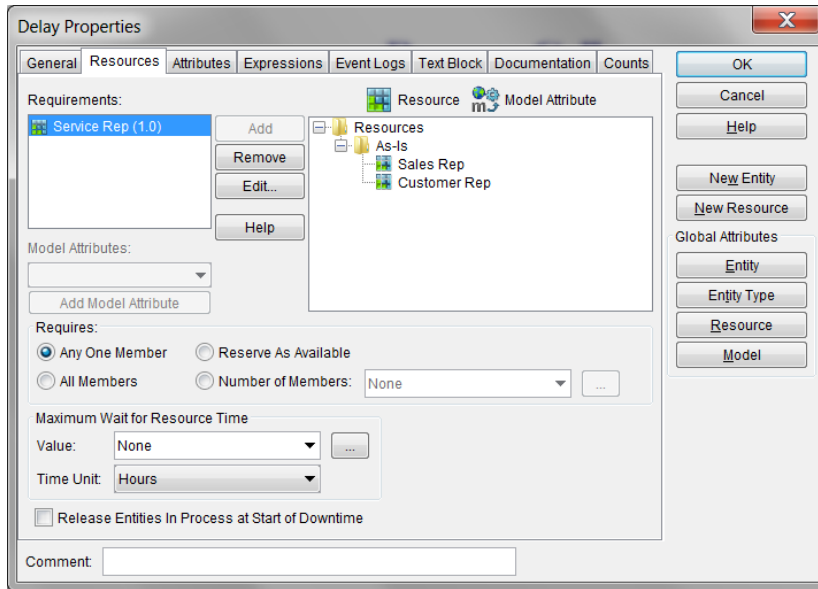 Delay Properties
X
General Resources Attributes Expressions Event Logs Text Block Documentation Counts
Requirements:
Resource m Model Attribute
Service Rep (1.0)
Add
Remove
Edit...
Help
Resources
As-Is
Sales Rep
Customer Rep
Model Attributes:
Add Model Attribute
Requires:
Any One Member
Reserve As Available
All Members
Number of Members: None ...
Maximum Wait for Resource Time
Value: None ...
Time Unit: Hours
Release Entities In Process at Start of Downtime
Comment:
OK
Cancel
Help
New Entity
New Resource
Global Attributes
Entity
Entity Type
Resource
Model